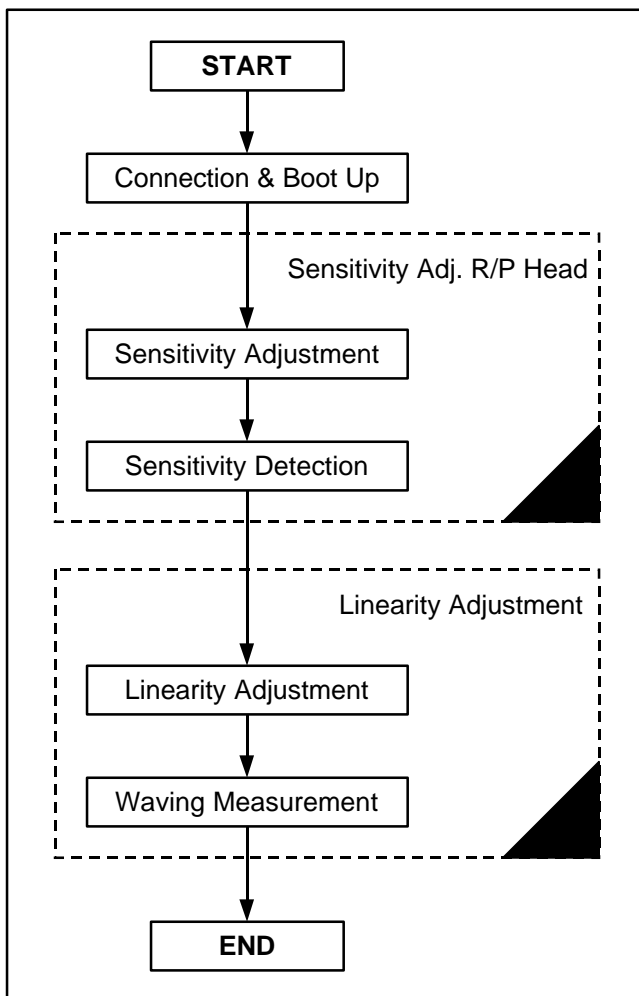 START
Connection & Boot Up
Sensitivity Adj. R/P Head
Sensitivity Adjustment
Sensitivity Detection
Linearity Adjustment
Linearity Adjustment
Waving Measurement
END